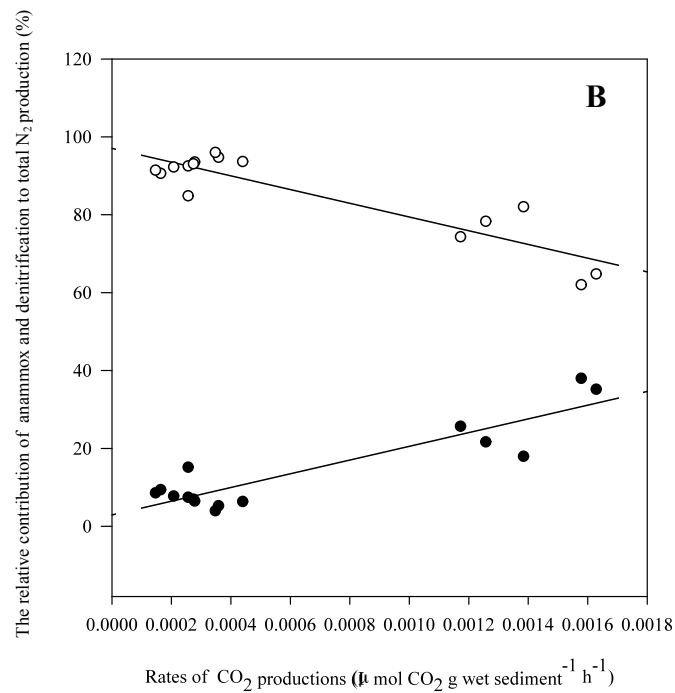 The relative contribution of anammox and denitrification to total N2 production (%)
B
120
100
80
60
40
20
0
0.0000 0.0002 0.0004 0.0006 0.0008 0.0010 0.0012 0.0014 0.0016 0.0018
Rates of CO2 productions (μ mol CO2 g wet sediment-1 h-1)